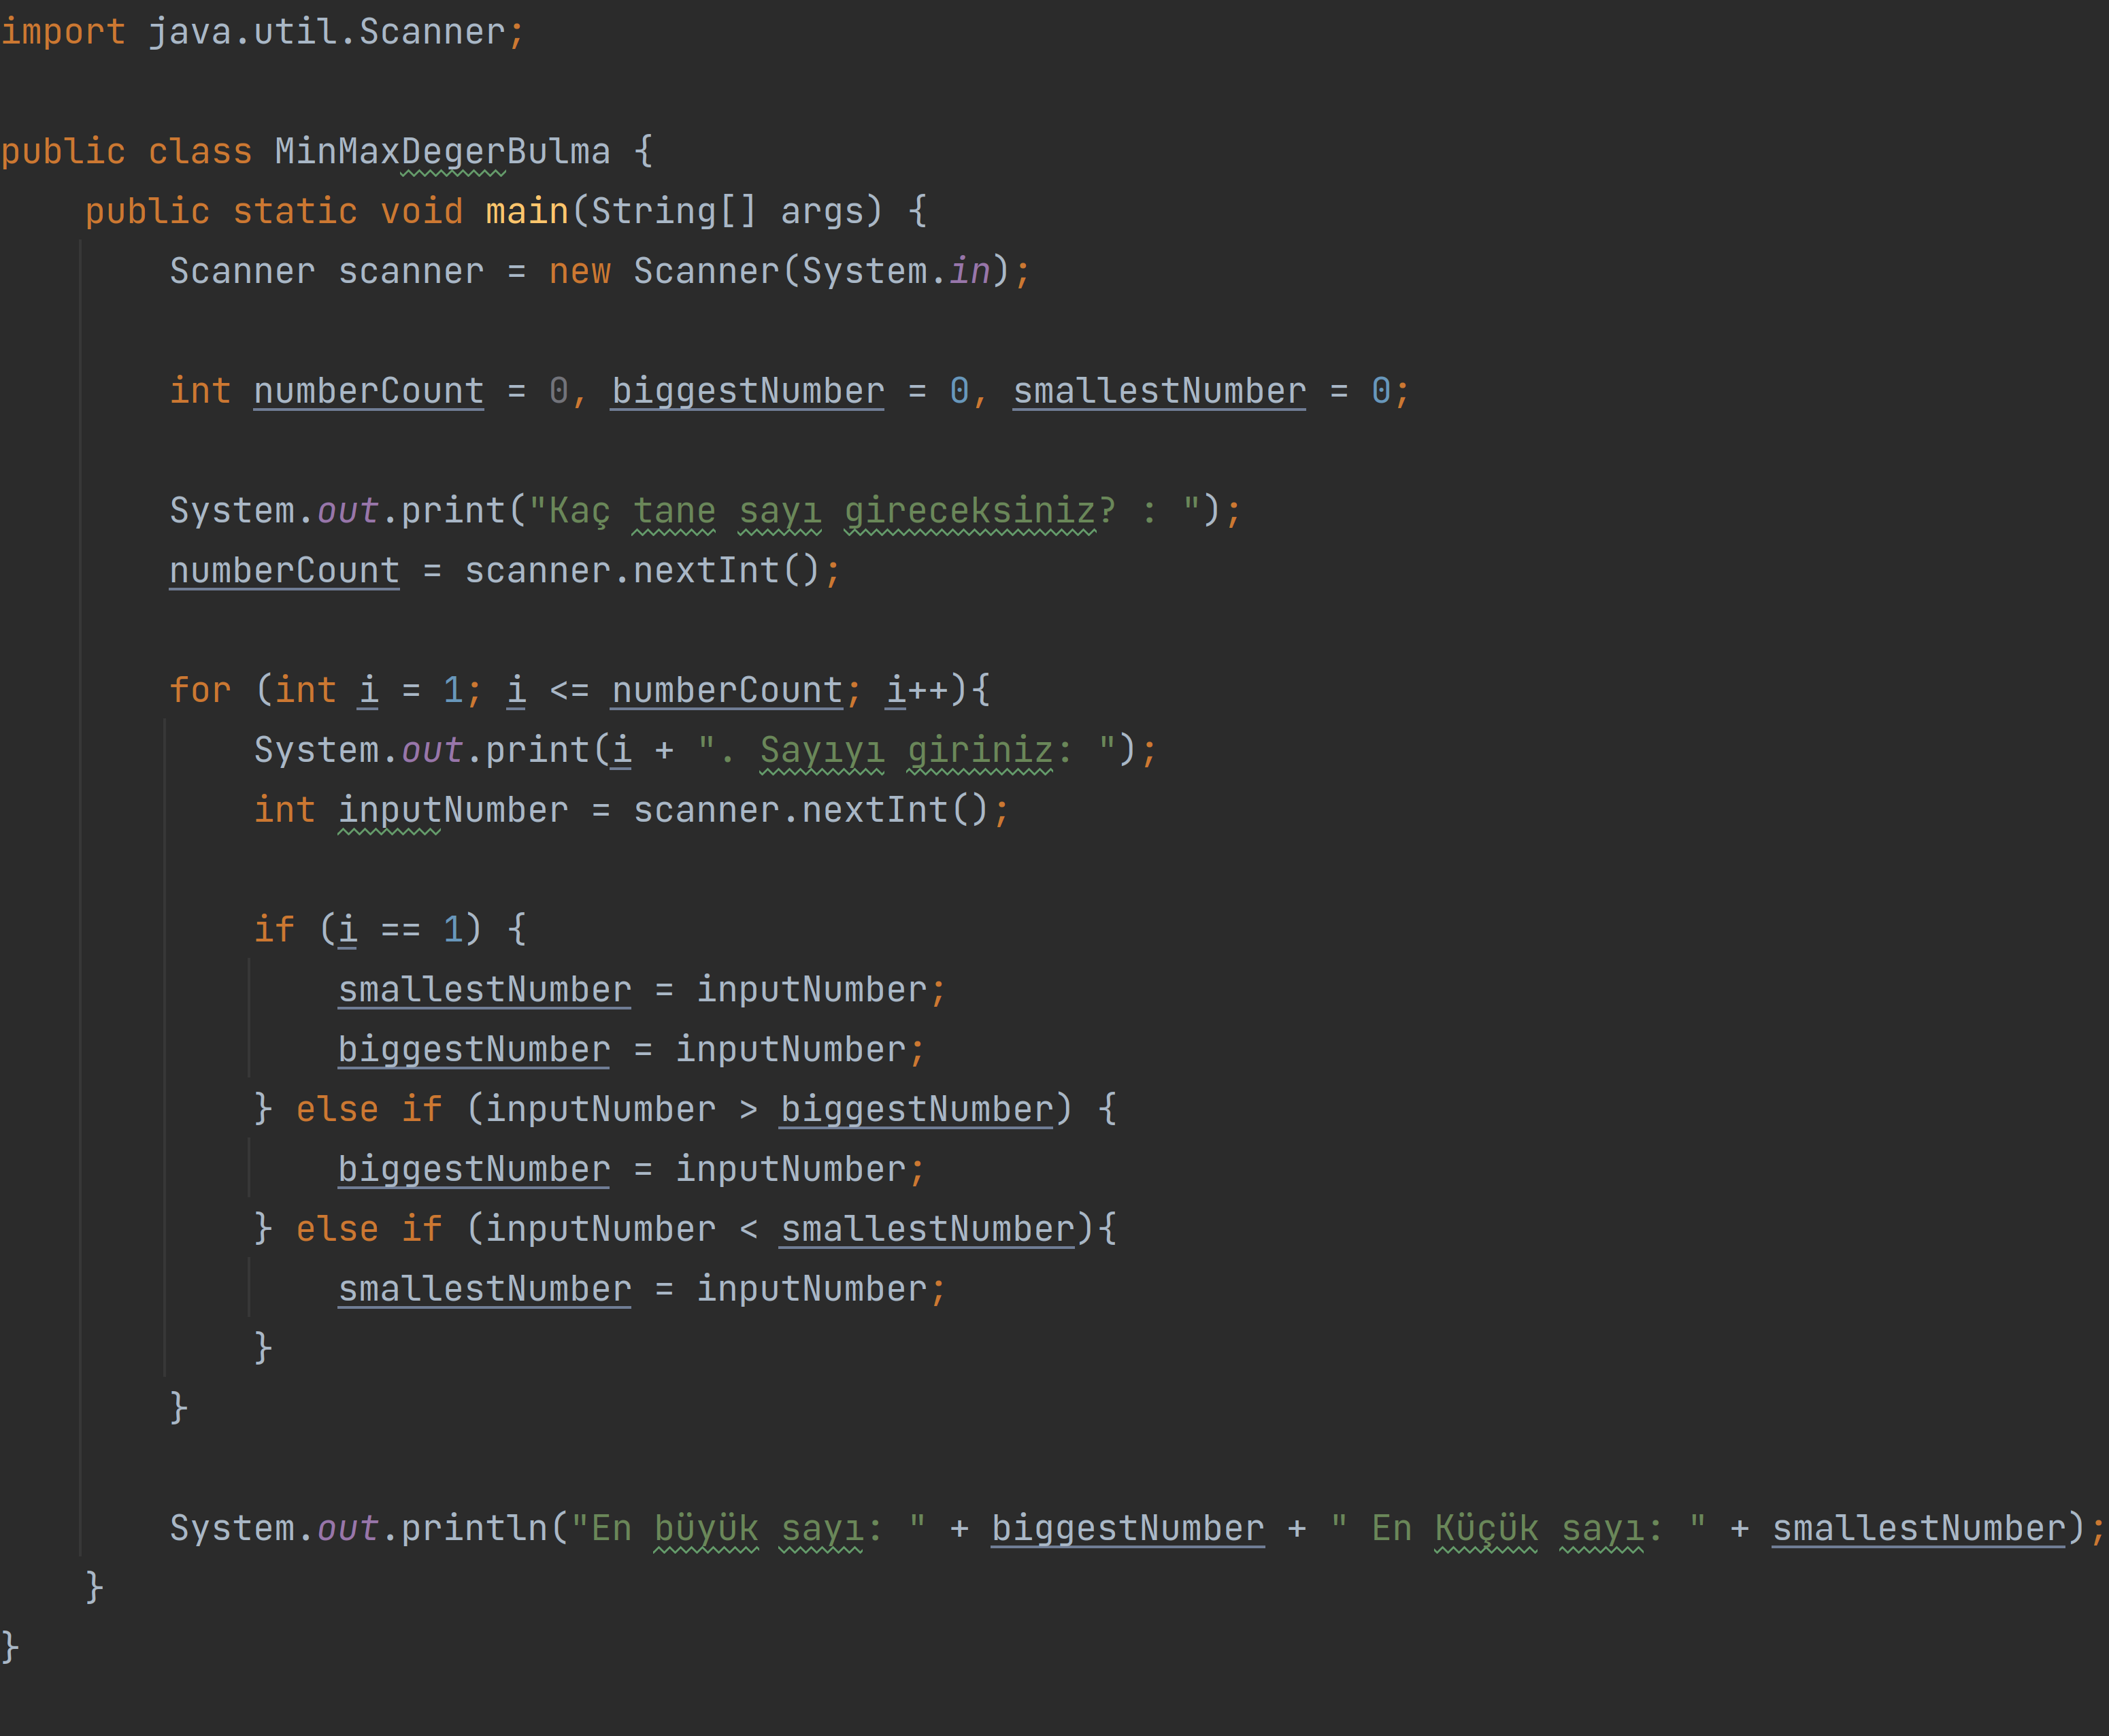 import java.util.Scanner;
public class MinMaxDegerBulma {
public static void main(String[] args) {
Scanner scanner = new Scanner(System.in);
int numberCount = 0, biggestNumber = 0, smallestNumber = 0;
System.out.print("Kaç tane sayı gireceksiniz? : ");
numberCount = scanner.nextInt();
for (int i = 1; i <= numberCount; i++){
System.out.print(i + ". Sayıyı giriniz: ");
int inputNumber = scanner.nextInt();
if (i == 1) {
smallestNumber = inputNumber;
biggestNumber = inputNumber;
} else if (inputNumber > biggestNumber) {
biggestNumber = inputNumber;
} else if (inputNumber < smallestNumber){
smallestNumber = inputNumber;
}
}
System.out.println("En büyük sayı: " + biggestNumber + " En Küçük sayı: " + smallestNumber);
}
}